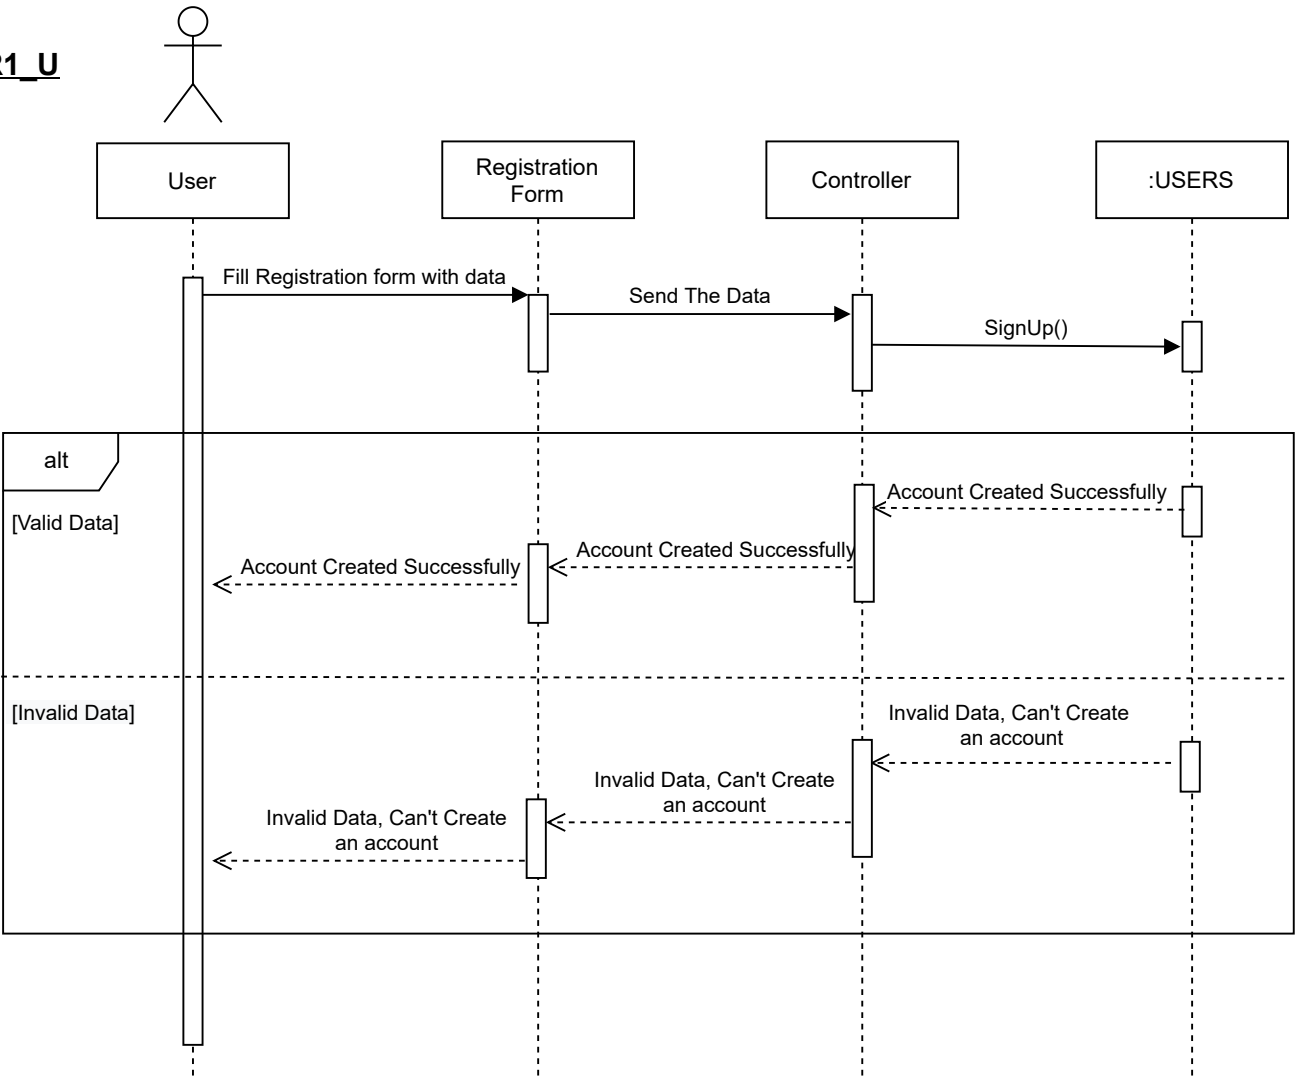 R1_U
User
Registration
Form
Controller
:USERS
Fill Registration form with data
Send The Data
SignUp()
alt
[Valid Data]
Account Created Successfully
Account Created Successfully
Account Created Successfully
[Invalid Data]
Invalid Data, Can't Create
an account
Invalid Data, Can't Create
an account
Invalid Data, Can't Create
an account